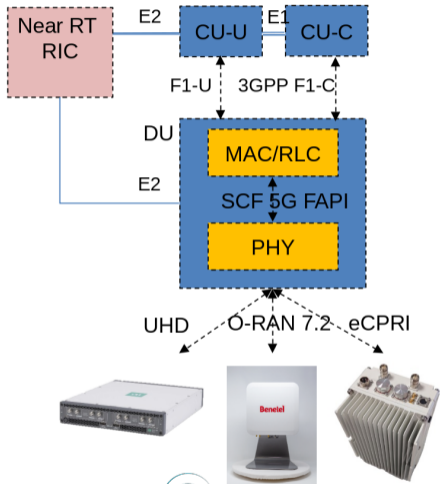 Near RT
RIC
E2
CU-U
E1
CU-C
F1-U
3GPP F1-C
DU
MAC/RLC
E2
SCF 5G FAPI
PHY
UHD
O-RAN 7.2
eCPRI
Benetel